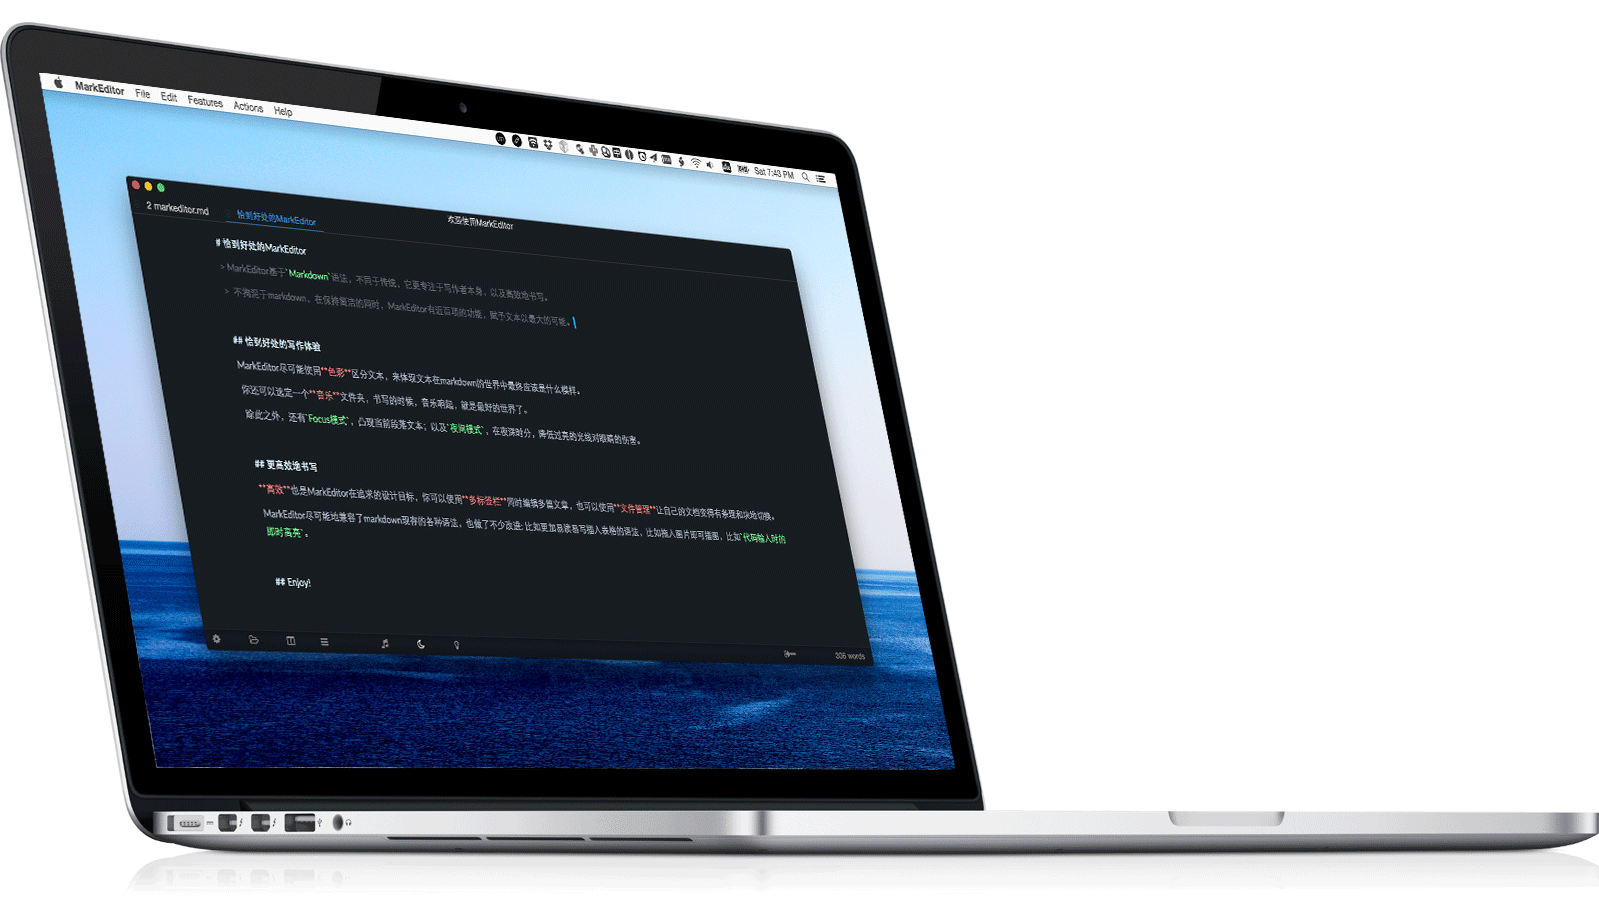 MarkEditor File Edit Features Actions Help
Sat 7:43 PM
2 markeditor.md 恰到好处的MarkEditor 欢迎使用MarkEditor
# 恰到好处的MarkEditor
> MarkEditor基于`Markdown`语法，不同于传统，它更专注于写作者本身，以及高效地书写。
> 不拘泥于markdown，在保持简洁的同时，MarkEditor有近百项的功能，赋予文本以最大的可能。
## 恰到好处的写作体验
MarkEditor尽可能使用**色彩**区分文本，来体现文本在markdown的世界中最终应该是什么模样。
你还可以选定一个**音乐**文件夹，书写的时候，音乐响起，就是最好的世界了。
除此之外，还有`Focus模式`，凸现当前段落文本；以及`夜间模式`，在夜深时分，降低过亮的光线对眼睛的伤害。
## 更高效地书写
**高效**也是MarkEditor在追求的设计目标，你可以使用**多标签栏**同时编辑多篇文章，也可以使用**文件管理**让自己的文档变得有条理和快地切换。
MarkEditor尽可能地兼容了markdown现存的各种语法，也做了不少改进: 比如更加易读易写插入表格的语法，比如拖入图片即可插图，比如`代码输入时的
即时高亮`。
## Enjoy!
306 words